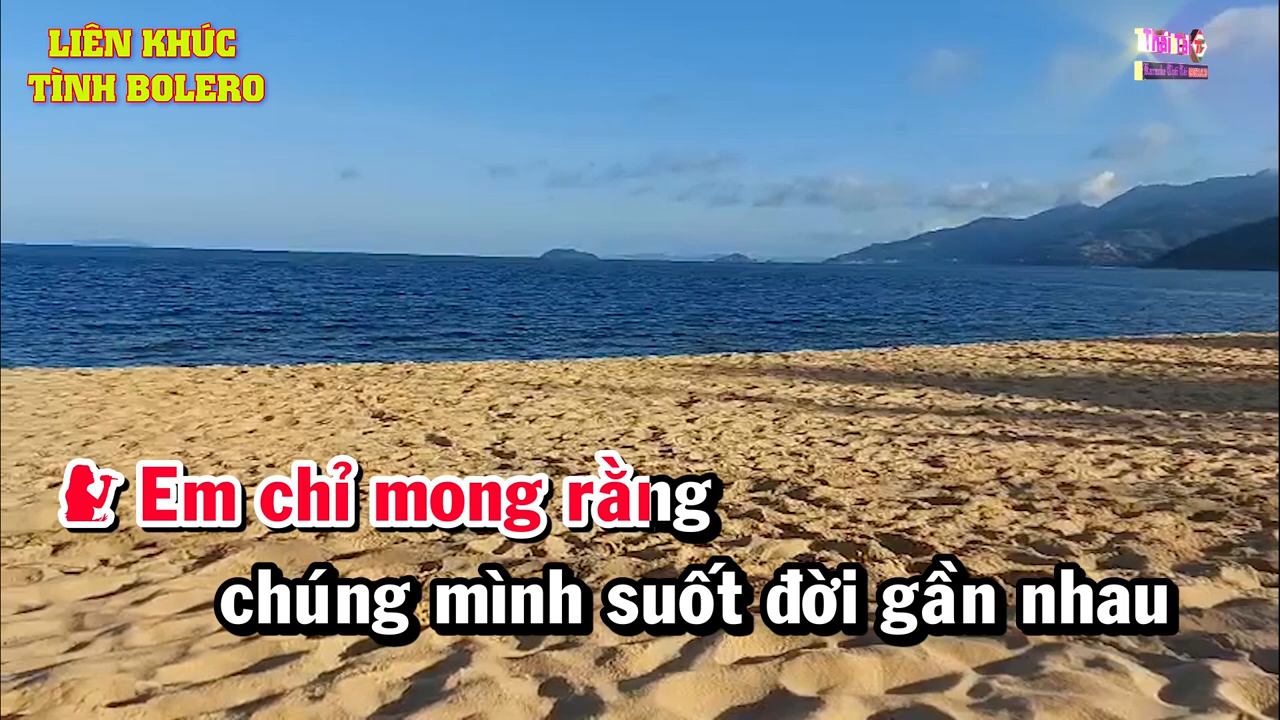 LIÊN KHÚC
TÌNH BOLERO
Em chỉ mong rằng
chúng mình suốt đời gần nhau